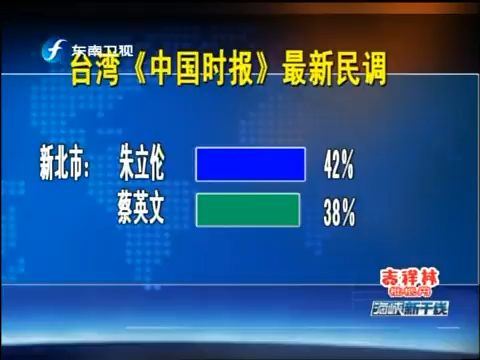 东南卫视
台湾《中国时报》最新民调
新北市： 朱立伦 42%
蔡英文 38%
吉祥林
海峡新干线